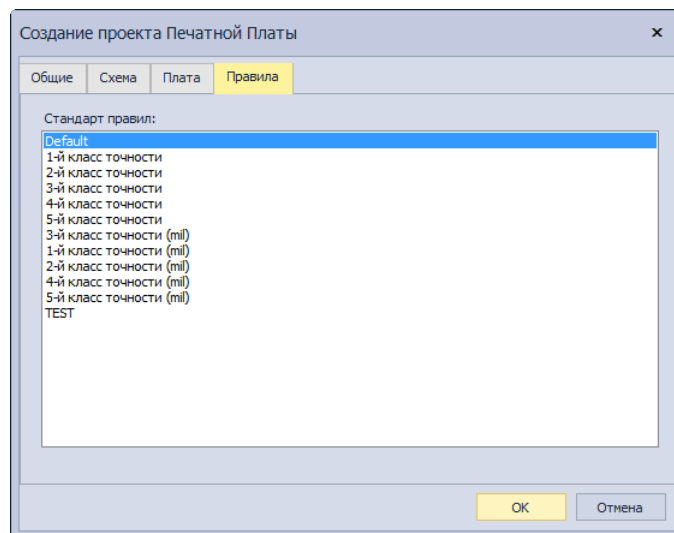 Создание проекта Печатной Платы
Общие Схема Плата Правила
Стандарт правил:
Default
1-й класс точности
2-й класс точности
3-й класс точности
4-й класс точности
5-й класс точности
3-й класс точности (mil)
1-й класс точности (mil)
2-й класс точности (mil)
4-й класс точности (mil)
5-й класс точности (mil)
TEST
OK Отмена